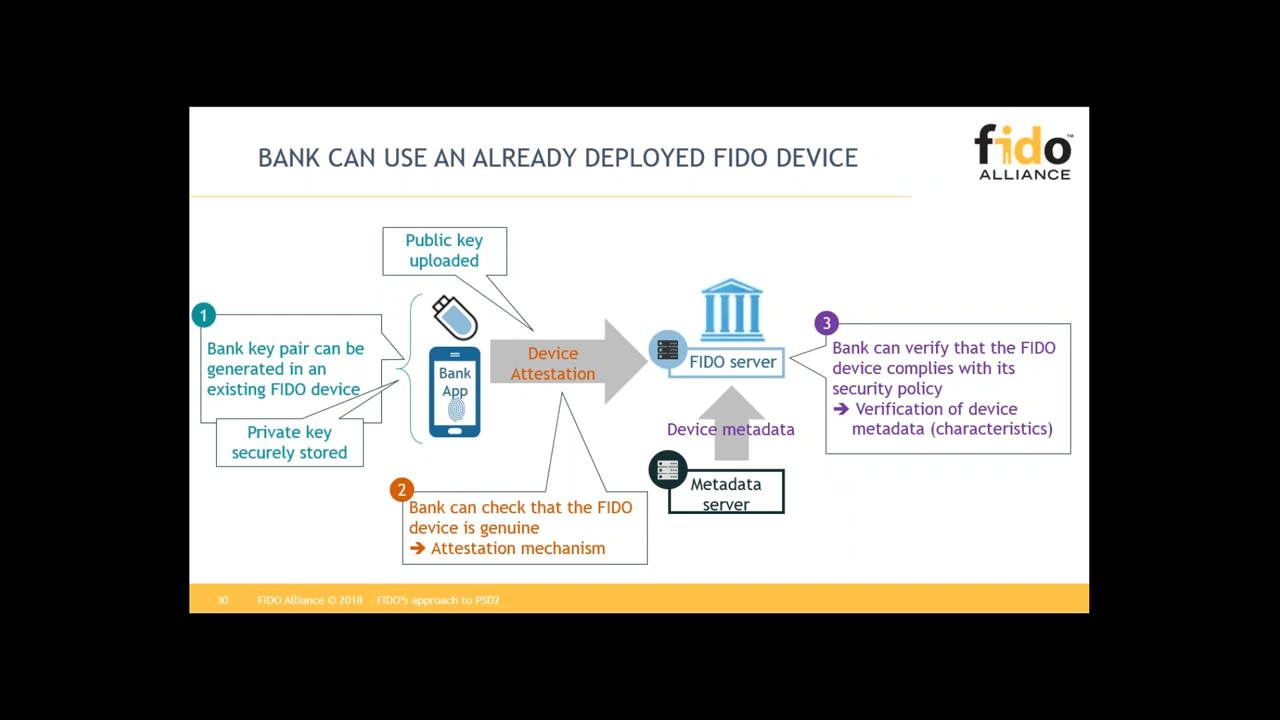 BANK CAN USE AN ALREADY DEPLOYED FIDO DEVICE
fido™
ALLIANCE
Public key
uploaded
1
Bank key pair can be
generated in an
existing FIDO device
Private key
securely stored
Bank
App
Device
Attestation
FIDO server
Device metadata
Metadata
server
2
Bank can check that the FIDO
device is genuine
➔ Attestation mechanism
3
Bank can verify that the FIDO
device complies with its
security policy
➔ Verification of device
metadata (characteristics)
30 FIDO Alliance © 2018 - FIDO's approach to PSD2